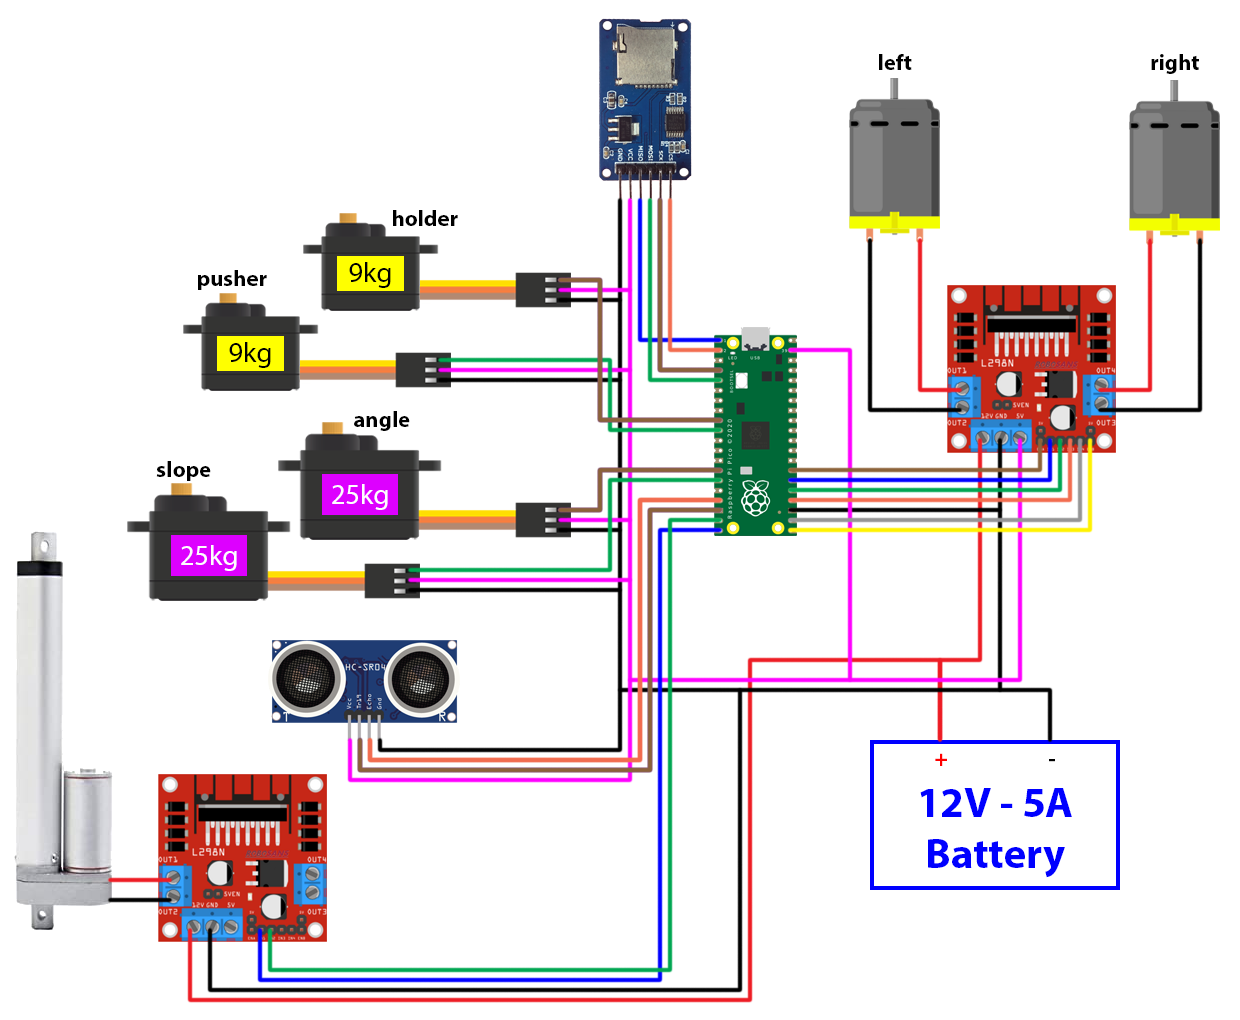 GND
VCC
MISO
MOSI
SCK
CS
left
right
holder
9kg
pusher
9kg
angle
25kg
slope
25kg
LED
USB
BOOTSEL
Raspberry Pi Pico ©2020
L298N
OUT1
OUT4
OUT2
OUT3
5VEN
12V GND
5V
HC-SR04
Vcc
Trig
Echo
Gnd
T
R
L298N
OUT1
OUT4
OUT2
OUT3
5VEN
12V GND
5V
+
-
12V - 5A
Battery